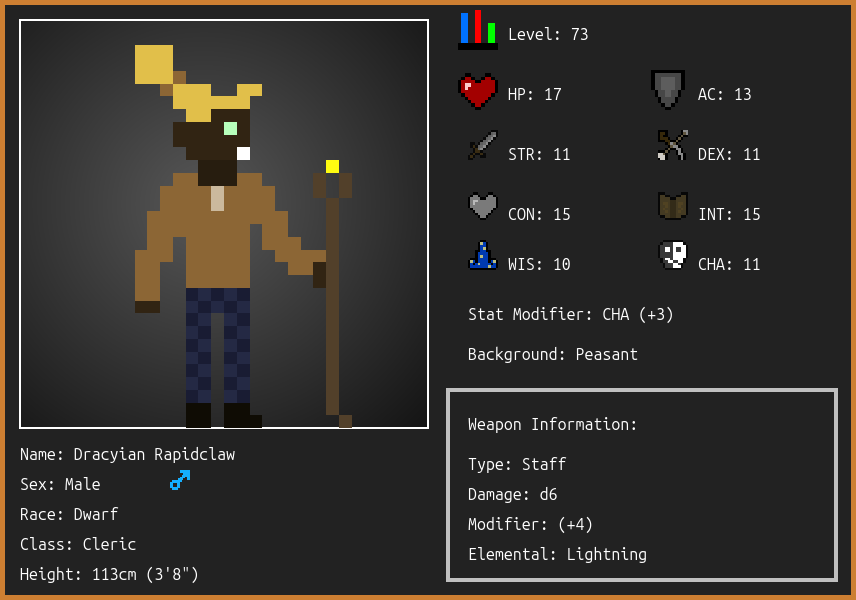 Level: 73
HP: 17
AC: 13
STR: 11
DEX: 11
CON: 15
INT: 15
WIS: 10
CHA: 11
Stat Modifier: CHA (+3)
Background: Peasant
Weapon Information:
Type: Staff
Damage: d6
Modifier: (+4)
Elemental: Lightning
Name: Dracyian Rapidclaw
Sex: Male
Race: Dwarf
Class: Cleric
Height: 113cm (3'8")